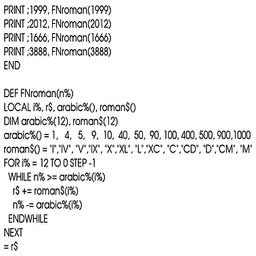 PRINT ;1999, FNroman(1999)
PRINT ;2012, FNroman(2012)
PRINT ;1666, FNroman(1666)
PRINT ;3888, FNroman(3888)
END

DEF FNroman(n%)
LOCAL i%, r$, arabic%(), roman$()
DIM arabic%(12), roman$(12)
arabic%() = 1, 4, 5, 9, 10, 40, 50, 90, 100, 400, 500, 900,1000
roman$() = "I","IV", "V","IX", "X","XL", "L","XC", "C","CD", "D","CM", "M"
FOR i% = 12 TO 0 STEP -1
WHILE n% >= arabic%(i%)
r$ += roman$(i%)
n% -= arabic%(i%)
ENDWHILE
NEXT
= r$